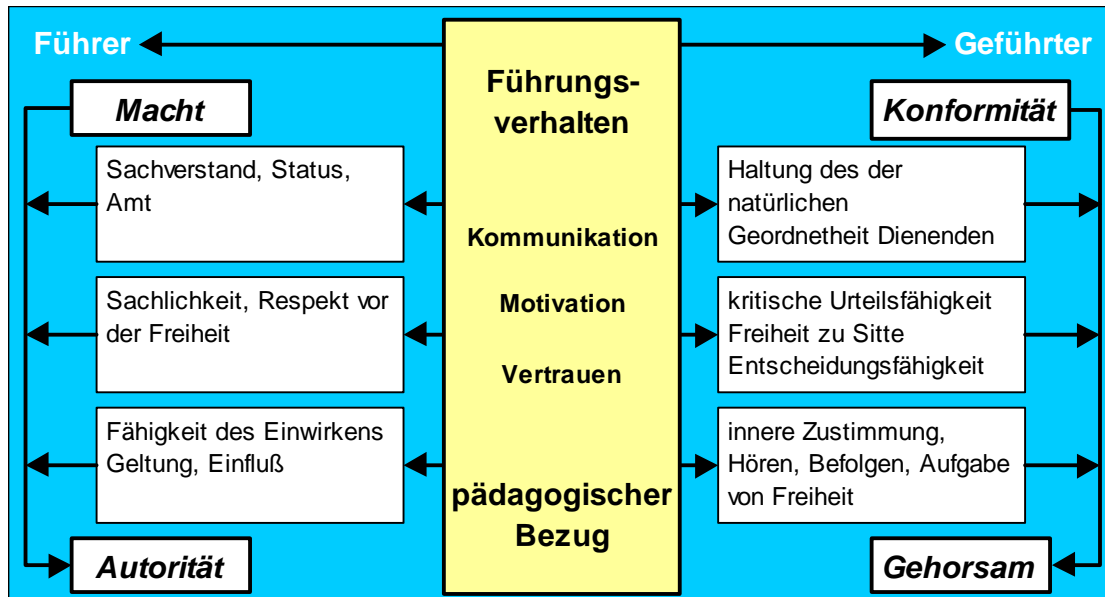 Führer
Geführter
Macht
Sachverstand, Status,
Amt
Sachlichkeit, Respekt vor
der Freiheit
Fähigkeit des Einwirkens
Geltung, Einfluß
Autorität
Führungs-
verhalten
Kommunikation
Motivation
Vertrauen
pädagogischer
Bezug
Konformität
Haltung des der
natürlichen
Geordnetheit Dienenden
kritische Urteilsfähigkeit
Freiheit zu Sitte
Entscheidungsfähigkeit
innere Zustimmung,
Hören, Befolgen, Aufgabe
von Freiheit
Gehorsam